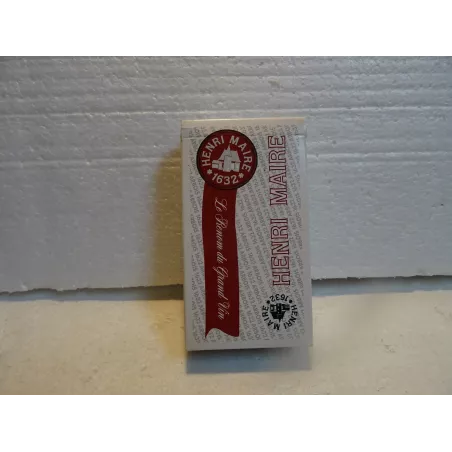 HENRI MAIRE
1632
Le Renom du Grand Vin
HENRI MAIRE
HENRI MAIRE
1632